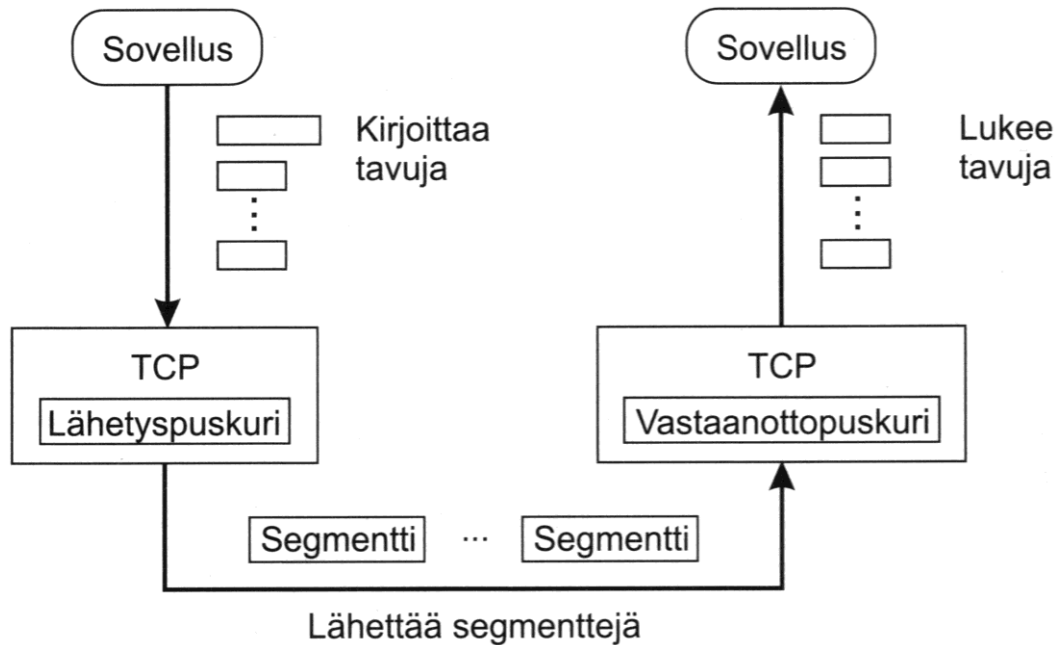 Sovellus
Sovellus
Kirjoittaa
tavuja
Lukee
tavuja
TCP
Lähetyspuskuri
TCP
Vastaanottopuskuri
Segmentti ... Segmentti
Lähettää segmenttejä